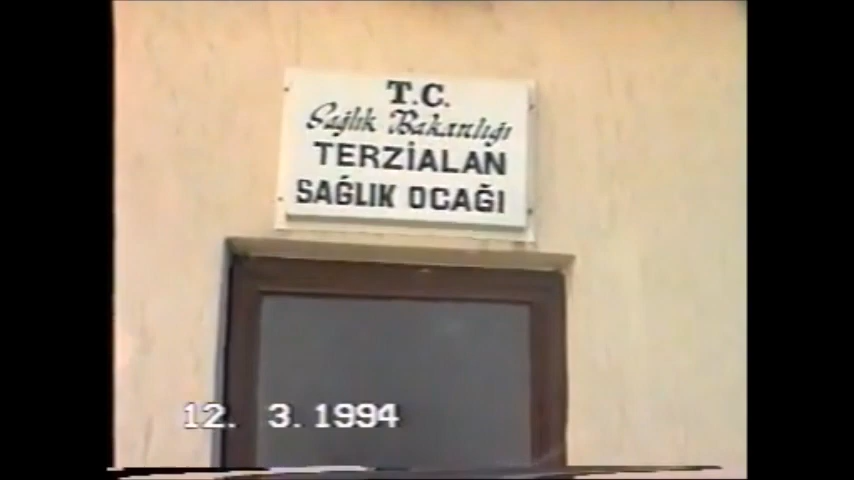 T.C.
Sağlık Bakanlığı
TERZİALAN
SAĞLIK OCAĞI
12. 3. 1994